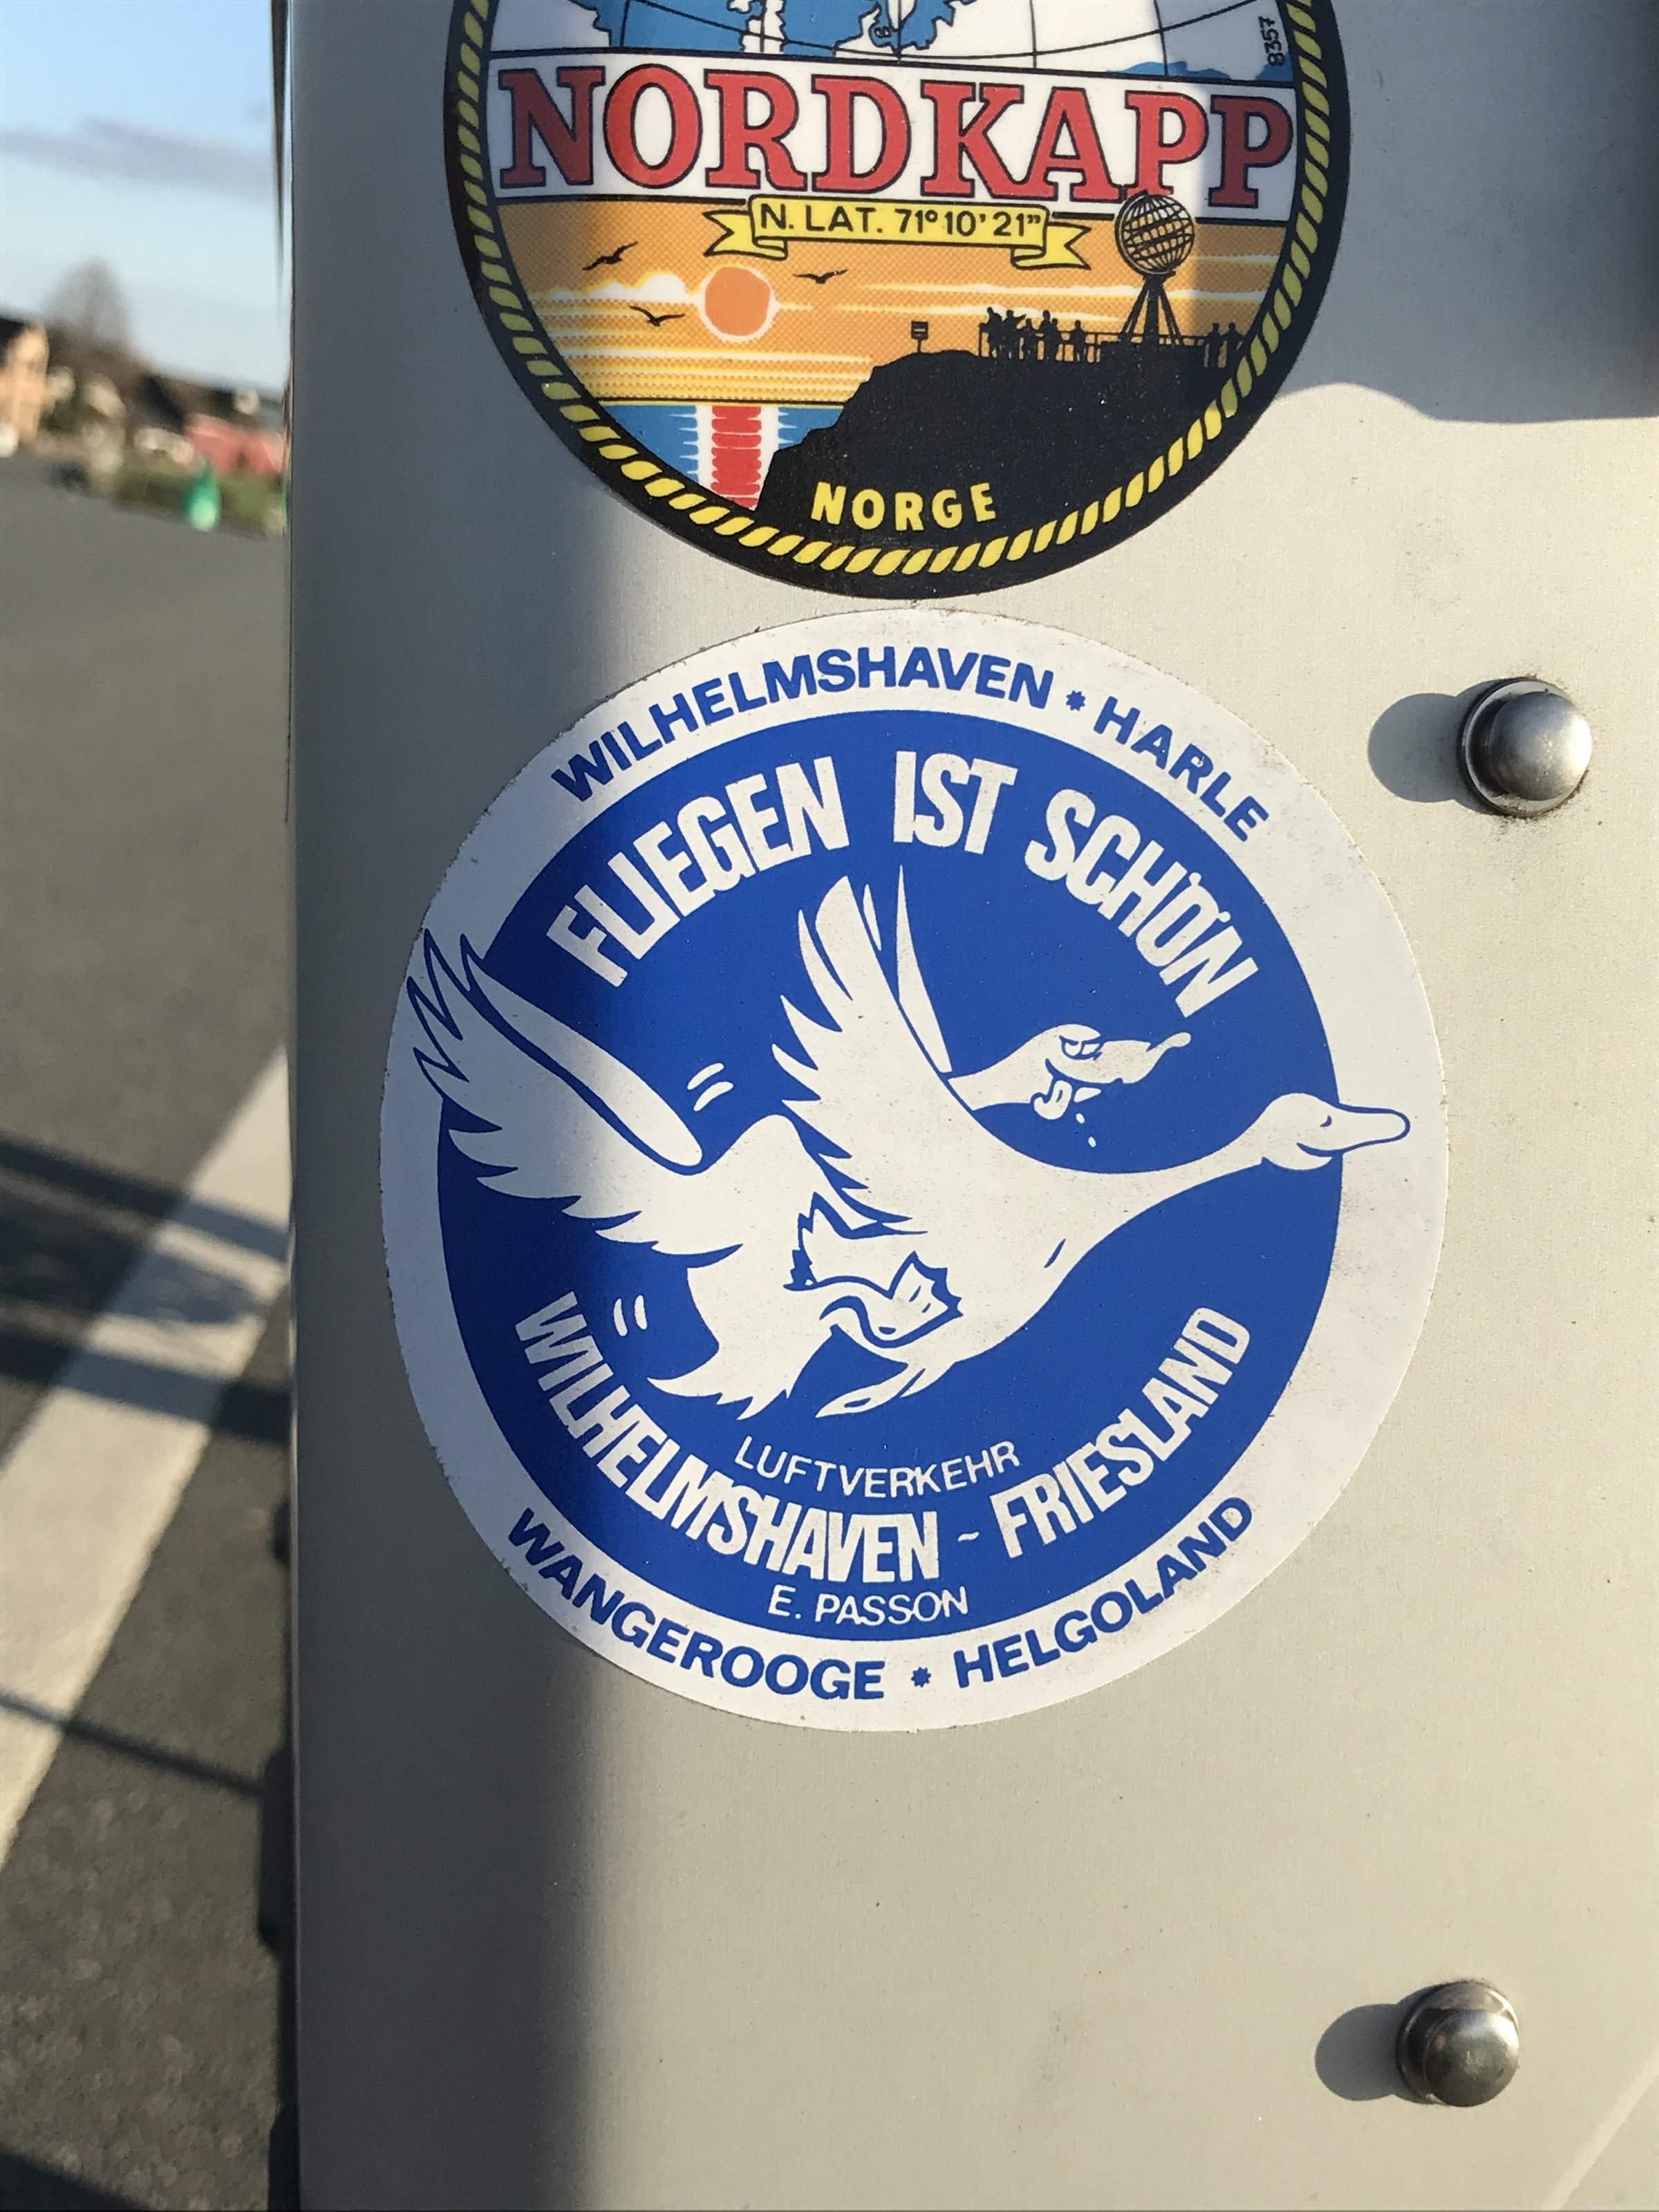 8357
NORDKAPP
N. LAT. 71° 10' 21"
NORGE
WILHELMSHAVEN * HARLE
FLIEGEN IST SCHÖN
LUFTVERKEHR
WILHELMSHAVEN - FRIESLAND
E. PASSON
WANGEROOGE * HELGOLAND